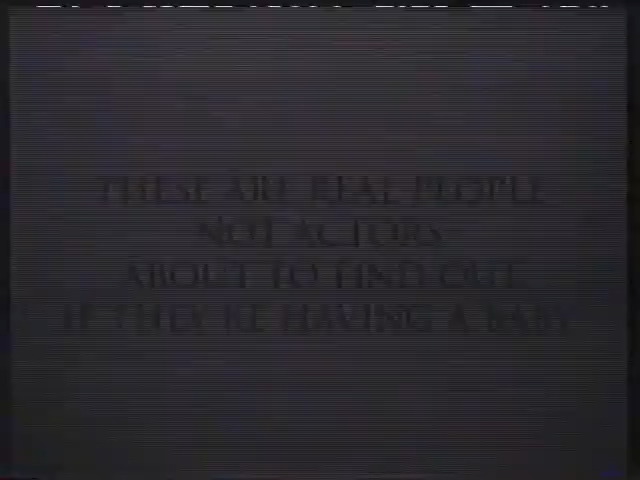 THESE ARE REAL PEOPLE
NOT ACTORS
ABOUT TO FIND OUT
IF THEY'RE HAVING A BABY